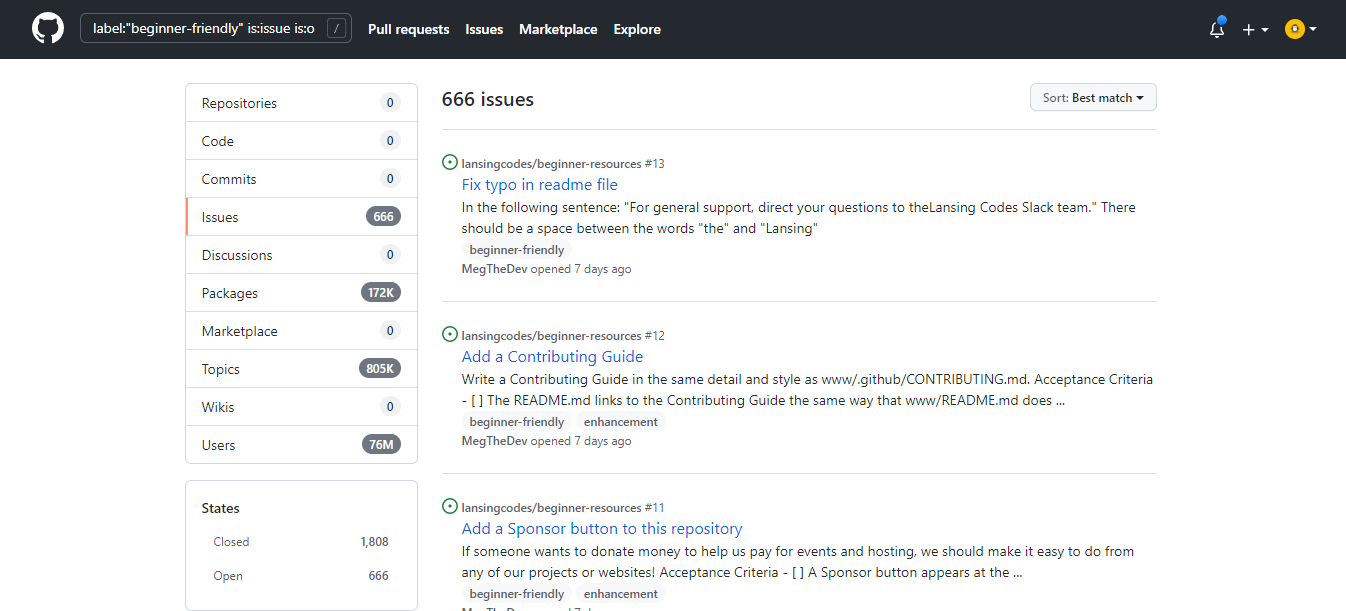 label:"beginner-friendly" is:issue is:o /
Pull requests Issues Marketplace Explore
Repositories 0
Code 0
Commits 0
Issues 666
Discussions 0
Packages 172K
Marketplace 0
Topics 805K
Wikis 0
Users 76M
States
Closed 1,808
Open 666
666 issues
Sort: Best match
lansingcodes/beginner-resources #13
Fix typo in readme file
In the following sentence: "For general support, direct your questions to theLansing Codes Slack team." There
should be a space between the words "the" and "Lansing"
beginner-friendly
MegTheDev opened 7 days ago
lansingcodes/beginner-resources #12
Add a Contributing Guide
Write a Contributing Guide in the same detail and style as www/.github/CONTRIBUTING.md. Acceptance Criteria
- [ ] The README.md links to the Contributing Guide the same way that www/README.md does ...
beginner-friendly enhancement
MegTheDev opened 7 days ago
lansingcodes/beginner-resources #11
Add a Sponsor button to this repository
If someone wants to donate money to help us pay for events and hosting, we should make it easy to do from
any of our projects or websites! Acceptance Criteria - [ ] A Sponsor button appears at the ...
beginner-friendly enhancement